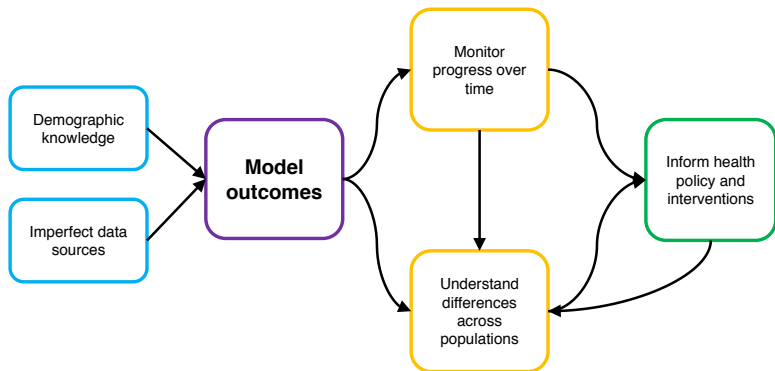 Demographic
knowledge
Imperfect data
sources
Model
outcomes
Monitor
progress over
time
Understand
differences
across
populations
Inform health
policy and
interventions